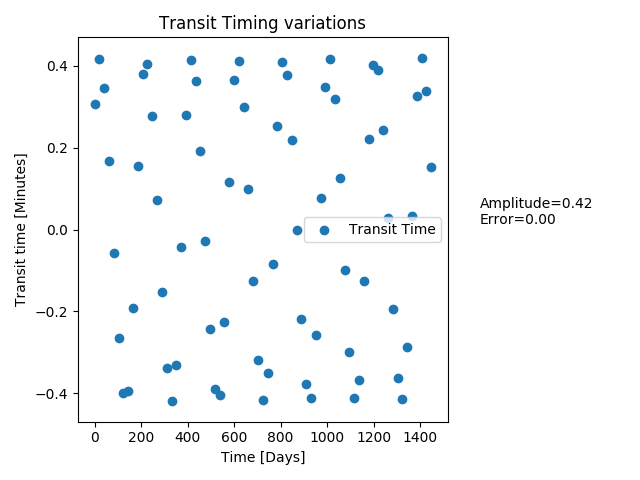 Transit Timing variations
Transit time [Minutes]
0.4
0.2
0.0
−0.2
−0.4
Transit Time
Amplitude=0.42
Error=0.00
0 200 400 600 800 1000 1200 1400
Time [Days]